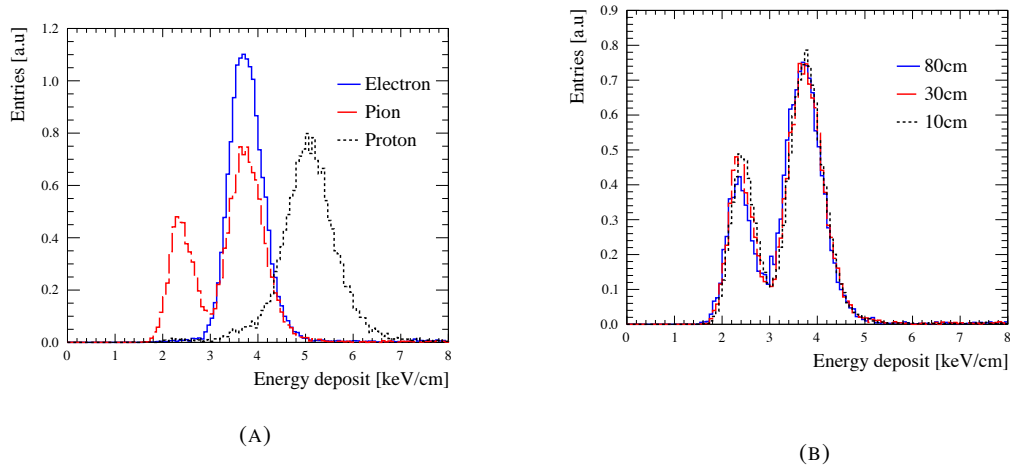 Entries [a.u]
1.2
1.0
0.8
0.6
0.4
0.2
0.0
Electron
Pion
Proton
0 1 2 3 4 5 6 7 8
Energy deposit [keV/cm]
(A)
Entries [a.u]
0.9
0.8
0.7
0.6
0.5
0.4
0.3
0.2
0.1
0.0
80cm
30cm
10cm
0 1 2 3 4 5 6 7 8
Energy deposit [keV/cm]
(B)